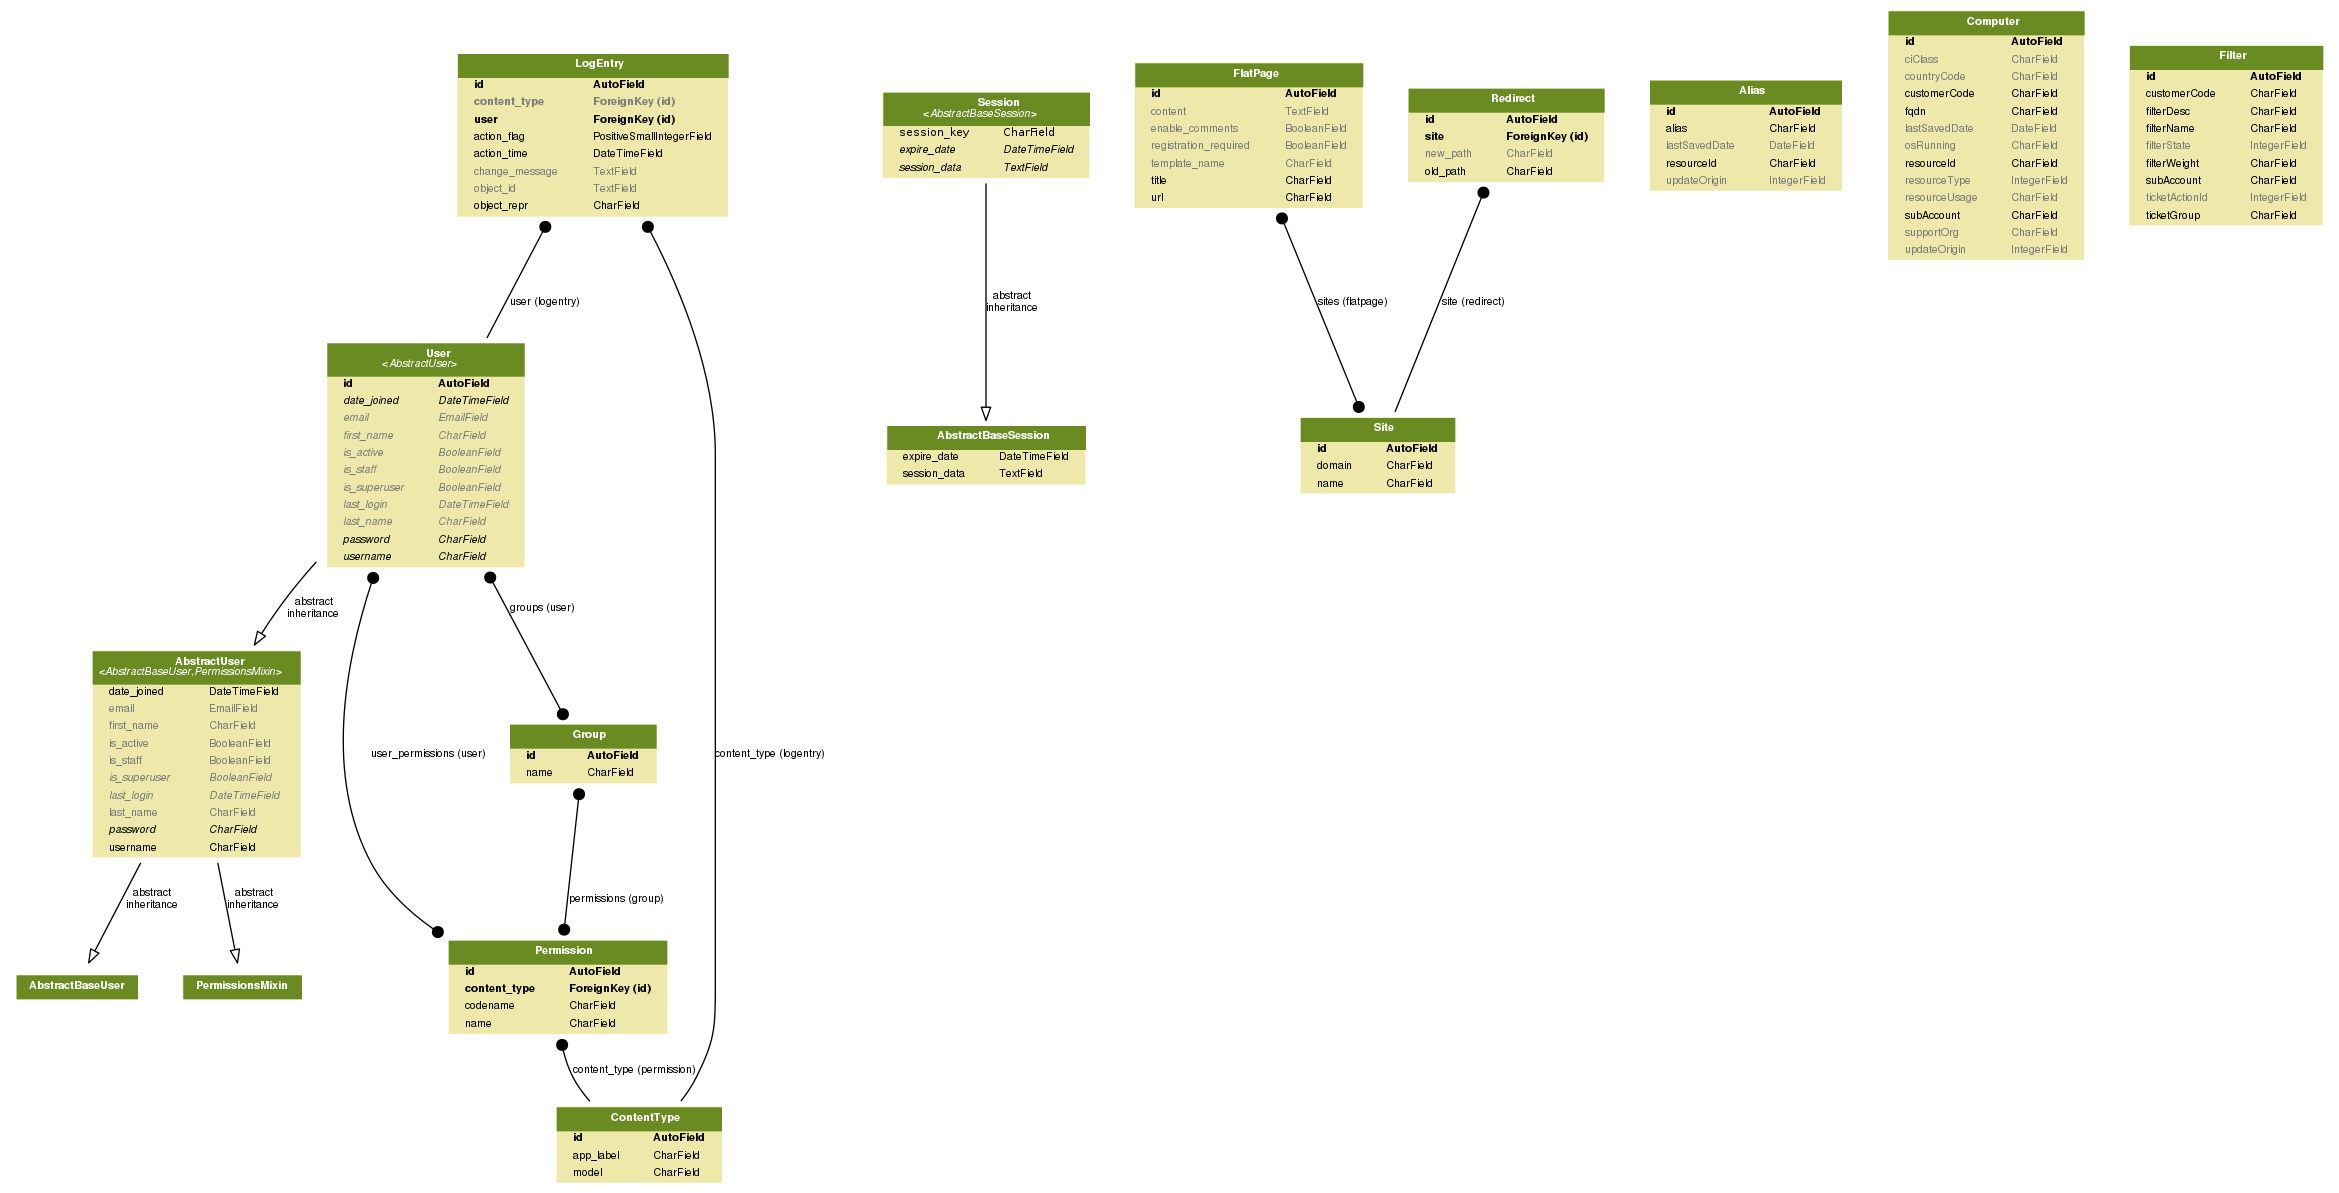 LogEntry
id AutoField
content_type ForeignKey (id)
user ForeignKey (id)
action_flag PositiveSmallIntegerField
action_time DateTimeField
change_message TextField
object_id TextField
object_repr CharField
user (logentry)
User
<AbstractUser>
id AutoField
date_joined DateTimeField
email EmailField
first_name CharField
is_active BooleanField
is_staff BooleanField
is_superuser BooleanField
last_login DateTimeField
last_name CharField
password CharField
username CharField
abstract
inheritance
groups (user)
AbstractUser
<AbstractBaseUser,PermissionsMixin>
date_joined DateTimeField
email EmailField
first_name CharField
is_active BooleanField
is_staff BooleanField
is_superuser BooleanField
last_login DateTimeField
last_name CharField
password CharField
username CharField
user_permissions (user)
Group
id AutoField
name CharField
content_type (logentry)
abstract
inheritance
abstract
inheritance
permissions (group)
AbstractBaseUser
PermissionsMixin
Permission
id AutoField
content_type ForeignKey (id)
codename CharField
name CharField
content_type (permission)
ContentType
id AutoField
app_label CharField
model CharField
Session
<AbstractBaseSession>
session_key CharField
expire_date DateTimeField
session_data TextField
abstract
inheritance
AbstractBaseSession
expire_date DateTimeField
session_data TextField
FlatPage
id AutoField
content TextField
enable_comments BooleanField
registration_required BooleanField
template_name CharField
title CharField
url CharField
Redirect
id AutoField
site ForeignKey (id)
new_path CharField
old_path CharField
sites (flatpage)
site (redirect)
Site
id AutoField
domain CharField
name CharField
Alias
id AutoField
alias CharField
lastSavedDate DateField
resourceId CharField
updateOrigin IntegerField
Computer
id AutoField
ciClass CharField
countryCode CharField
customerCode CharField
fqdn CharField
lastSavedDate DateField
osRunning CharField
resourceId CharField
resourceType IntegerField
resourceUsage CharField
subAccount CharField
supportOrg CharField
updateOrigin IntegerField
Filter
id AutoField
customerCode CharField
filterDesc CharField
filterName CharField
filterState IntegerField
filterWeight CharField
subAccount CharField
ticketActionId IntegerField
ticketGroup CharField